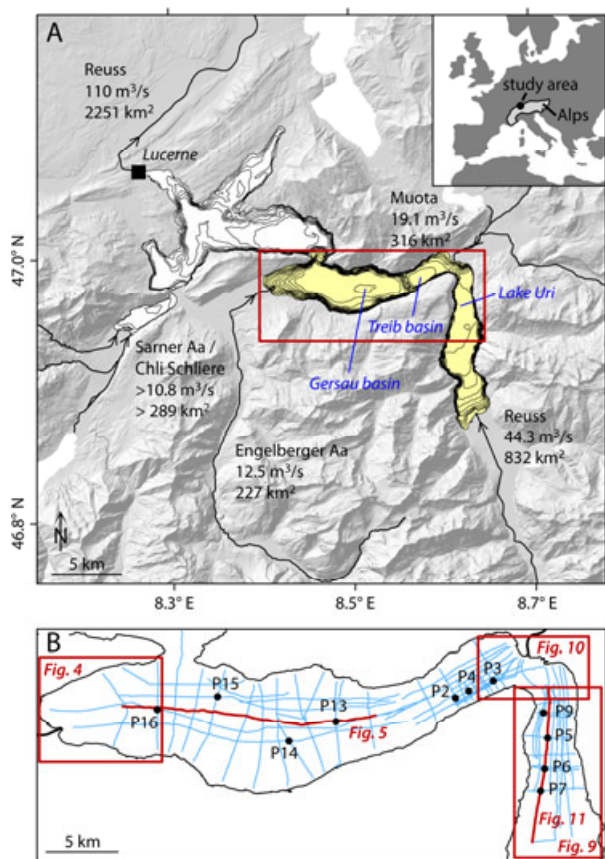 A
Reuss
110 m³/s
2251 km²
Lucerne
study area
Alps
Muota
19.1 m³/s
316 km²
47.0° N
Lake Uri
Treib basin
Gersau basin
Sarner Aa /
Chli Schliere
>10.8 m³/s
> 289 km²
Engelberger Aa
12.5 m³/s
227 km²
Reuss
44.3 m³/s
832 km²
46.8° N
N
5 km
8.3° E
8.5° E
8.7° E
B
Fig. 4
Fig. 10
P15
P4
P3
P2
P13
P16
Fig. 5
P14
P9
P5
P6
P7
Fig. 11
Fig. 9
5 km